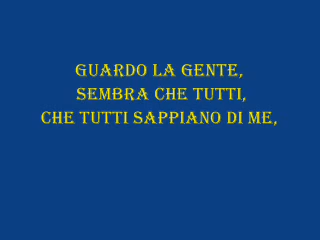 GUARDO LA GENTE,
SEMBRA CHE TUTTI,
CHE TUTTI SAPPIANO DI ME,